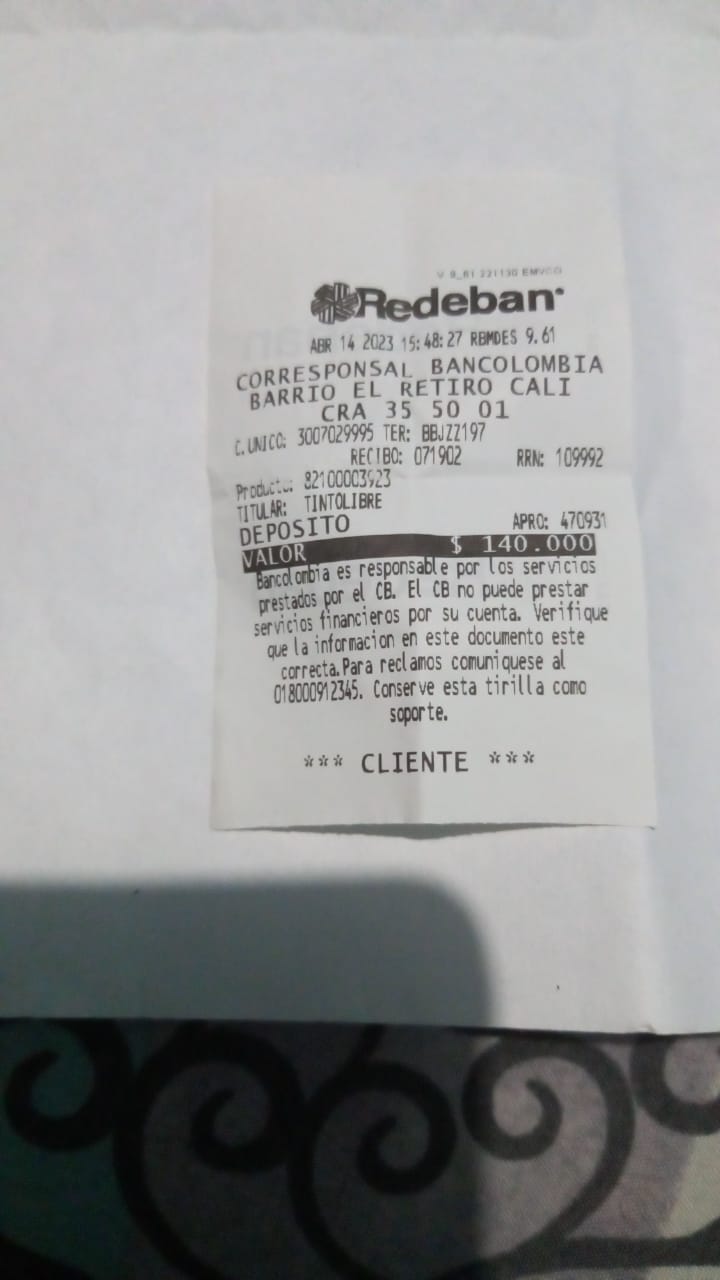 V 9_61 221130 EMVCO
Redeban
ABR 14 2023 15:48:27 RBMDES 9.61
CORRESPONSAL BANCOLOMBIA
BARRIO EL RETIRO CALI
CRA 35 50 01
C. UNICO: 3007029995 TER: BBJZZ197
RECIBO: 071902 RRN: 109992
Producto: 82100003923
TITULAR: TINTOLIBRE
DEPOSITO APRO: 470931
VALOR $ 140.000
Bancolombia es responsable por los servicios
prestados por el CB. El CB no puede prestar
servicios financieros por su cuenta. Verifique
que la informacion en este documento este
correcta.Para reclamos comuniquese al
018000912345. Conserve esta tirilla como
soporte.
*** CLIENTE ***